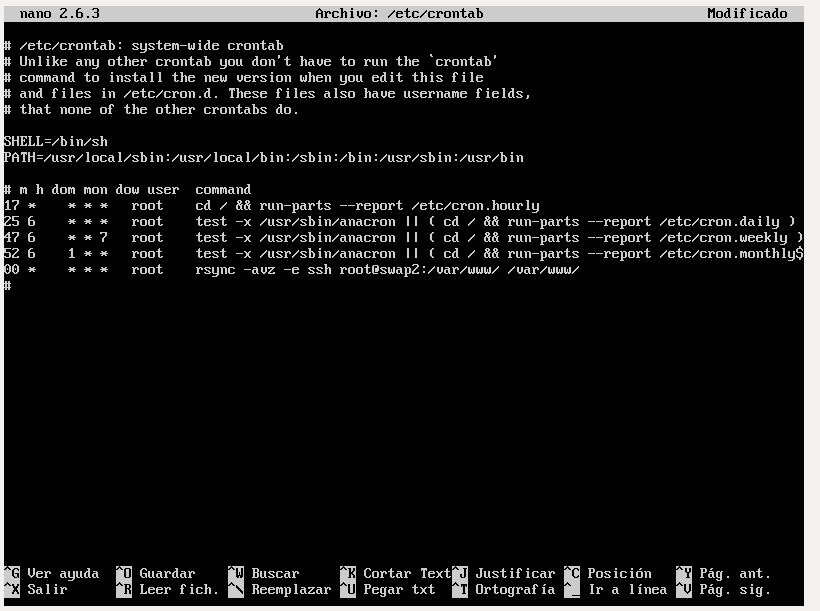 nano 2.6.3 Archivo: /etc/crontab Modificado
# /etc/crontab: system-wide crontab
# Unlike any other crontab you don't have to run the `crontab'
# command to install the new version when you edit this file
# and files in /etc/cron.d. These files also have username fields,
# that none of the other crontabs do.
SHELL=/bin/sh
PATH=/usr/local/sbin:/usr/local/bin:/sbin:/bin:/usr/sbin:/usr/bin
# m h dom mon dow user command
17 * * * * root cd / && run-parts --report /etc/cron.hourly
25 6 * * * root test -x /usr/sbin/anacron || ( cd / && run-parts --report /etc/cron.daily )
47 6 * * 7 root test -x /usr/sbin/anacron || ( cd / && run-parts --report /etc/cron.weekly )
52 6 1 * * root test -x /usr/sbin/anacron || ( cd / && run-parts --report /etc/cron.monthly$
00 * * * * root rsync -avz -e ssh root@swap2:/var/www/ /var/www/
#
^G Ver ayuda ^O Guardar ^W Buscar ^K Cortar Text ^J Justificar ^C Posición ^Y Pág. ant.
^X Salir ^R Leer fich. ^\ Reemplazar ^U Pegar txt ^T Ortografía ^_ Ir a línea ^V Pág. sig.